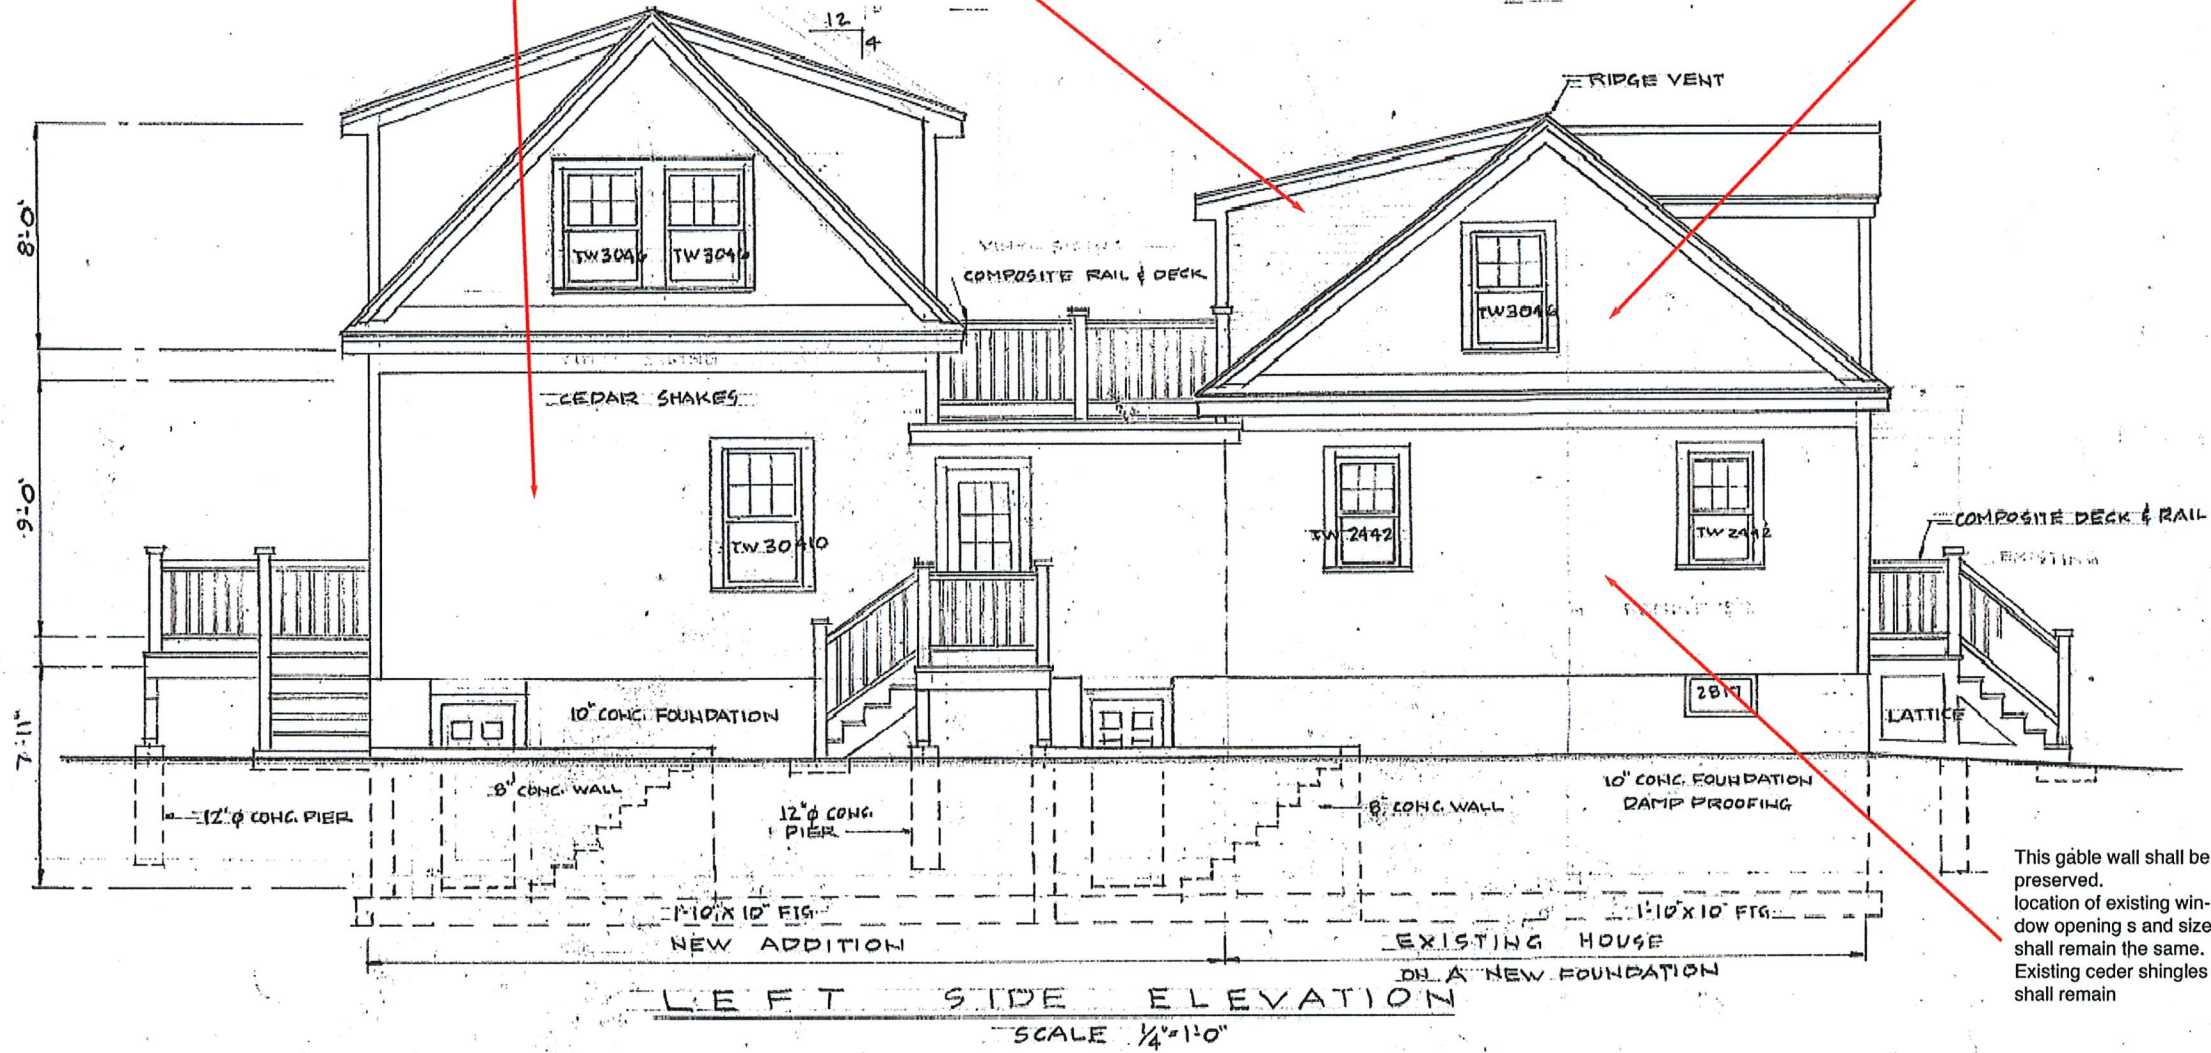 12
4
RIDGE VENT
8'-0"
TW3046
TW3046
COMPOSITE RAIL & DECK
TW3046
CEDAR SHAKES
9'-0"
TW30410
TW 2442
TW 2442
COMPOSITE DECK & RAIL
EXISTING
7'-11"
10" CONC. FOUNDATION
2817
LATTICE
8" CONC. WALL
12"φ CONC. PIER
12"φ CONC.
PIER
8" CONC. WALL
10" CONC. FOUNDATION
DAMP PROOFING
This gable wall shall be
preserved.
location of existing win-
dow opening s and size
shall remain the same.
Existing ceder shingles
shall remain
1'-10" X 10" FTG.
1'-10" X 10" FTG.
NEW ADDITION
EXISTING HOUSE
ON A NEW FOUNDATION
LEFT SIDE ELEVATION
SCALE 1/4"=1'-0"